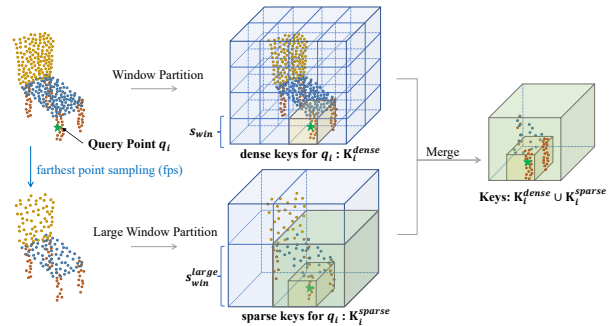 Window Partition
Query Point q_i
s_win
dense keys for q_i : K_i^dense
farthest point sampling (fps)
Merge
Keys: K_i^dense ∪ K_i^sparse
Large Window Partition
s_win^large
sparse keys for q_i : K_i^sparse